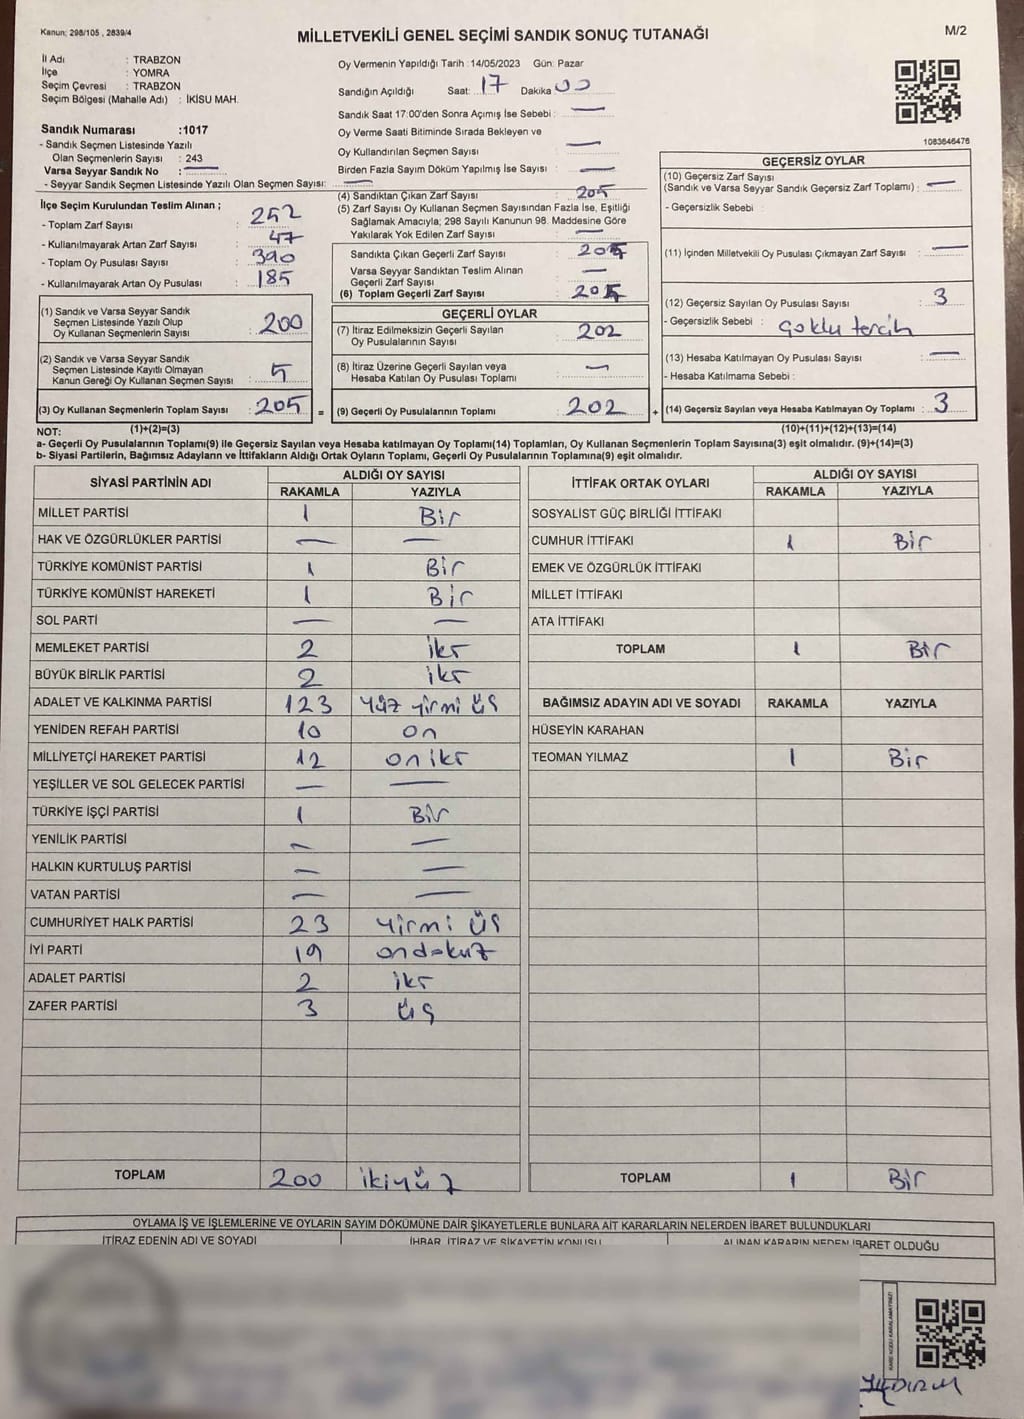 Kanun; 298/105 , 2839/4
MİLLETVEKİLİ GENEL SEÇİMİ SANDIK SONUÇ TUTANAĞI
M/2
İl Adı : TRABZON
İlçe : YOMRA
Seçim Çevresi : TRABZON
Seçim Bölgesi (Mahalle Adı) : İKİSU MAH.
Sandık Numarası :1017
- Sandık Seçmen Listesinde Yazılı
Olan Seçmenlerin Sayısı : 243
Varsa Seyyar Sandık No : —
- Seyyar Sandık Seçmen Listesinde Yazılı Olan Seçmen Sayısı: —
Oy Vermenin Yapıldığı Tarih :14/05/2023 Gün: Pazar
Sandığın Açıldığı Saat: 17 Dakika 00
Sandık Saat 17:00'den Sonra Açımış İse Sebebi : —
Oy Verme Saati Bitiminde Sırada Bekleyen ve
Oy Kullandırılan Seçmen Sayısı —
Birden Fazla Sayım Döküm Yapılmış İse Sayısı : —
1083646476
İlçe Seçim Kurulundan Teslim Alınan ;
- Toplam Zarf Sayısı : 252
- Kullanılmayarak Artan Zarf Sayısı : 47
- Toplam Oy Pusulası Sayısı : 390
- Kullanılmayarak Artan Oy Pusulası : 185
(4) Sandıktan Çıkan Zarf Sayısı : 205
(5) Zarf Sayısı Oy Kullanan Seçmen Sayısından Fazla İse, Eşitliği
Sağlamak Amacıyla; 298 Sayılı Kanunun 98. Maddesine Göre
Yakılarak Yok Edilen Zarf Sayısı : —
Sandıkta Çıkan Geçerli Zarf Sayısı : 205
Varsa Seyyar Sandıktan Teslim Alınan
Geçerli Zarf Sayısı : —
(6) Toplam Geçerli Zarf Sayısı : 205
GEÇERSİZ OYLAR
(10) Geçersiz Zarf Sayısı
(Sandık ve Varsa Seyyar Sandık Geçersiz Zarf Toplamı) : —
- Geçersizlik Sebebi :
(11) İçinden Milletvekili Oy Pusulası Çıkmayan Zarf Sayısı : —
(12) Geçersiz Sayılan Oy Pusulası Sayısı : 3
- Geçersizlik Sebebi : Çoklu tercih
(13) Hesaba Katılmayan Oy Pusulası Sayısı : —
- Hesaba Katılmama Sebebi :
(14) Geçersiz Sayılan veya Hesaba Katılmayan Oy Toplamı : 3
(10)+(11)+(12)+(13)=(14)
(1) Sandık ve Varsa Seyyar Sandık
Seçmen Listesinde Yazılı Olup
Oy Kullanan Seçmenlerin Sayısı : 200
(2) Sandık ve Varsa Seyyar Sandık
Seçmen Listesinde Kayıtlı Olmayan
Kanun Gereği Oy Kullanan Seçmen Sayısı : 5
(3) Oy Kullanan Seçmenlerin Toplam Sayısı : 205 =
(1)+(2)=(3)
GEÇERLİ OYLAR
(7) İtiraz Edilmeksizin Geçerli Sayılan
Oy Pusulalarının Sayısı : 202
(8) İtiraz Üzerine Geçerli Sayılan veya
Hesaba Katılan Oy Pusulası Toplamı : —
(9) Geçerli Oy Pusulalarının Toplamı : 202 +
NOT:
a- Geçerli Oy Pusulalarının Toplamı(9) ile Geçersiz Sayılan veya Hesaba katılmayan Oy Toplamı(14) Toplamları, Oy Kullanan Seçmenlerin Toplam Sayısına(3) eşit olmalıdır. (9)+(14)=(3)
b- Siyasi Partilerin, Bağımsız Adayların ve İttifakların Aldığı Ortak Oyların Toplamı, Geçerli Oy Pusulalarının Toplamına(9) eşit olmalıdır.
SİYASİ PARTİNİN ADI ALDIĞI OY SAYISI
RAKAMLA YAZIYLA
MİLLET PARTİSİ 1 Bir
HAK VE ÖZGÜRLÜKLER PARTİSİ — —
TÜRKİYE KOMÜNİST PARTİSİ 1 Bir
TÜRKİYE KOMÜNİST HAREKETİ 1 Bir
SOL PARTİ — —
MEMLEKET PARTİSİ 2 iki
BÜYÜK BİRLİK PARTİSİ 2 iki
ADALET VE KALKINMA PARTİSİ 123 Yüz yirmi üç
YENİDEN REFAH PARTİSİ 10 on
MİLLİYETÇİ HAREKET PARTİSİ 12 on iki
YEŞİLLER VE SOL GELECEK PARTİSİ — —
TÜRKİYE İŞÇİ PARTİSİ 1 Bir
YENİLİK PARTİSİ — —
HALKIN KURTULUŞ PARTİSİ — —
VATAN PARTİSİ — —
CUMHURİYET HALK PARTİSİ 23 Yirmi üç
İYİ PARTİ 19 ondokuz
ADALET PARTİSİ 2 iki
ZAFER PARTİSİ 3 üç
TOPLAM 200 ikiyüz
İTTİFAK ORTAK OYLARI ALDIĞI OY SAYISI
RAKAMLA YAZIYLA
SOSYALİST GÜÇ BİRLİĞİ İTTİFAKI
CUMHUR İTTİFAKI 1 Bir
EMEK VE ÖZGÜRLÜK İTTİFAKI
MİLLET İTTİFAKI
ATA İTTİFAKI
TOPLAM 1 Bir
BAĞIMSIZ ADAYIN ADI VE SOYADI RAKAMLA YAZIYLA
HÜSEYİN KARAHAN
TEOMAN YILMAZ 1 Bir
TOPLAM 1 Bir
OYLAMA İŞ VE İŞLEMLERİNE VE OYLARIN SAYIM DÖKÜMÜNE DAİR ŞİKAYETLERLE BUNLARA AİT KARARLARIN NELERDEN İBARET BULUNDUKLARI
İTİRAZ EDENİN ADI VE SOYADI İHBAR, İTİRAZ VE ŞİKAYETİN KONUSU ALINAN KARARIN NEDEN İBARET OLDUĞU
KARE KODU KARALAMAYINIZ!
YILDIRIM